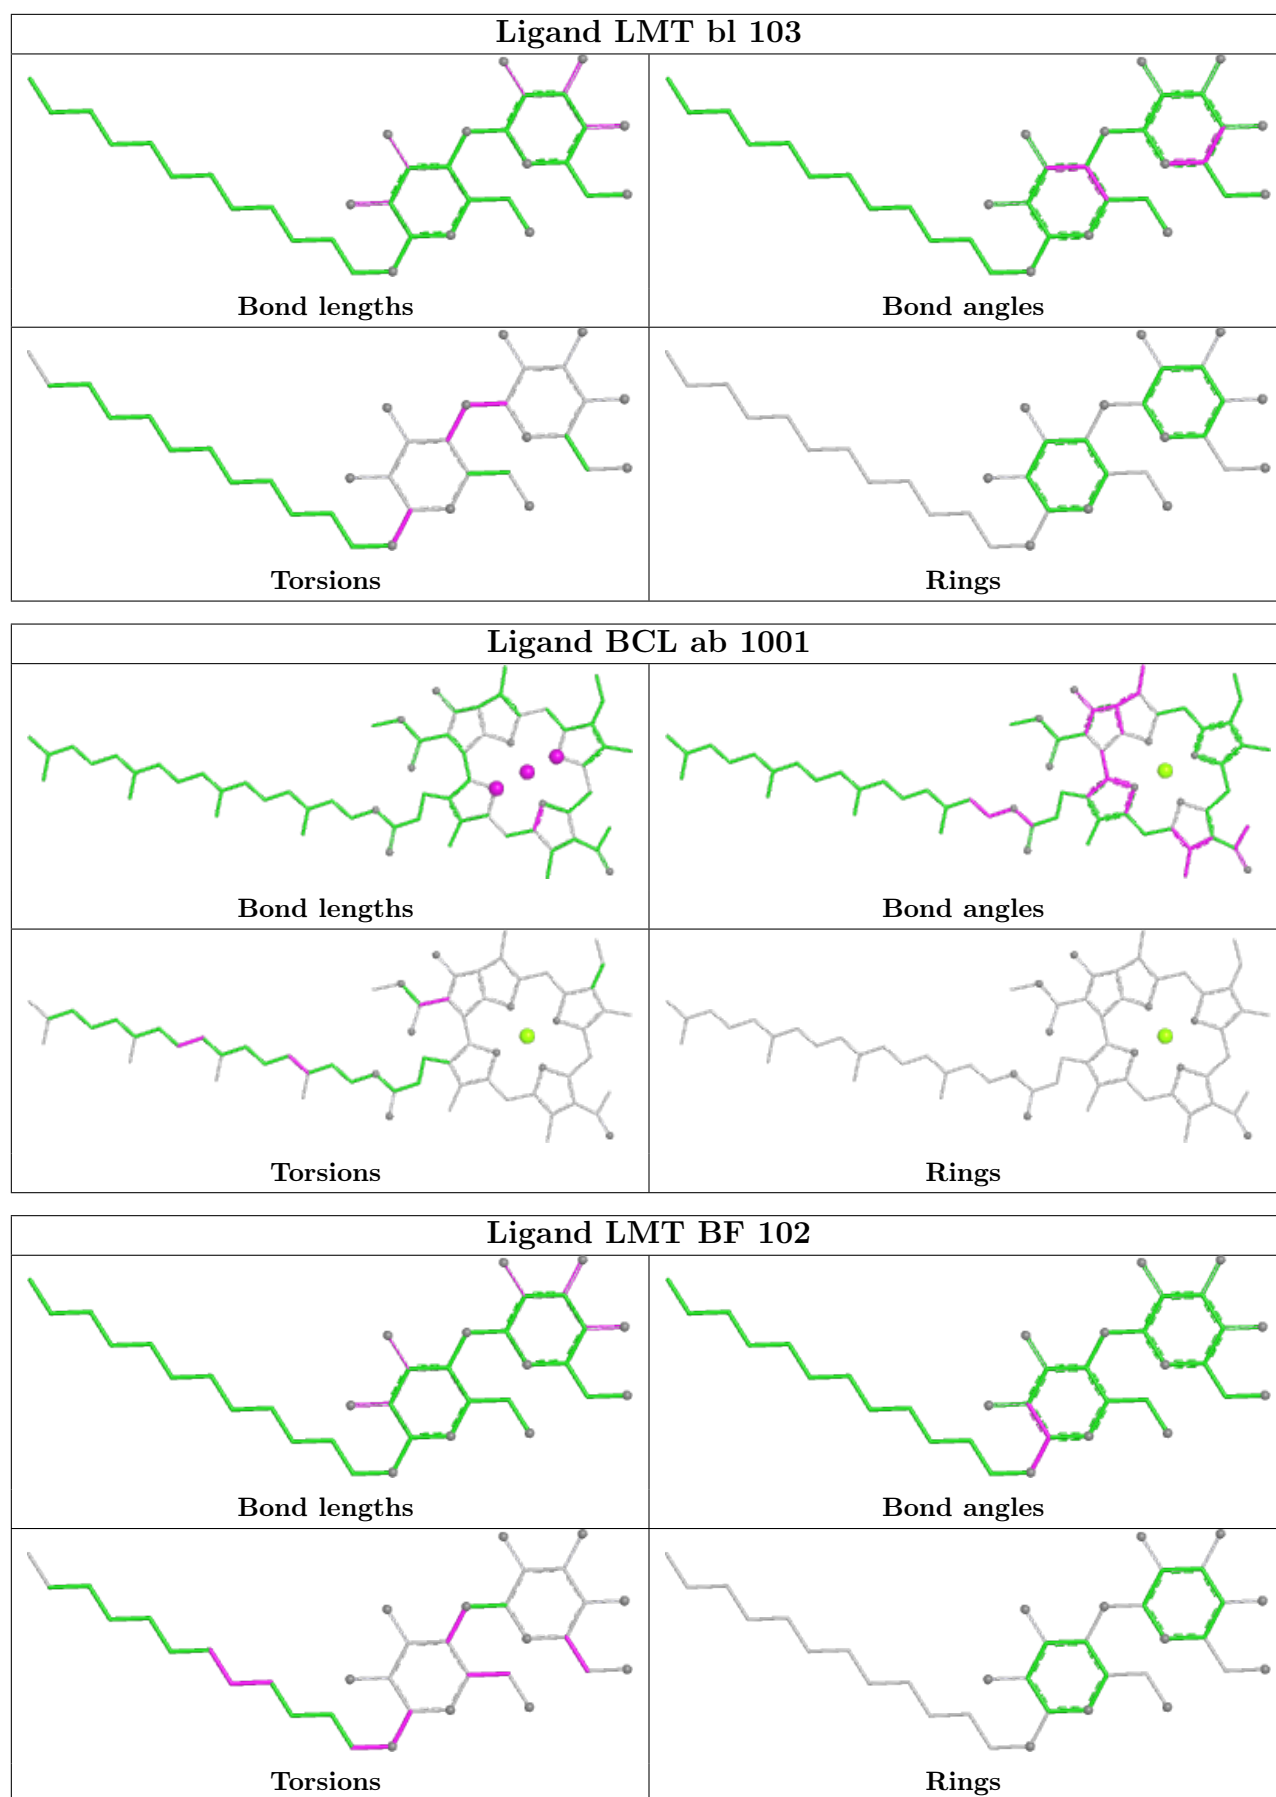 Ligand LMT bl 103
Bond lengths
Bond angles
Torsions
Rings
Ligand BCL ab 1001
Bond lengths
Bond angles
Torsions
Rings
Ligand LMT BF 102
Bond lengths
Bond angles
Torsions
Rings